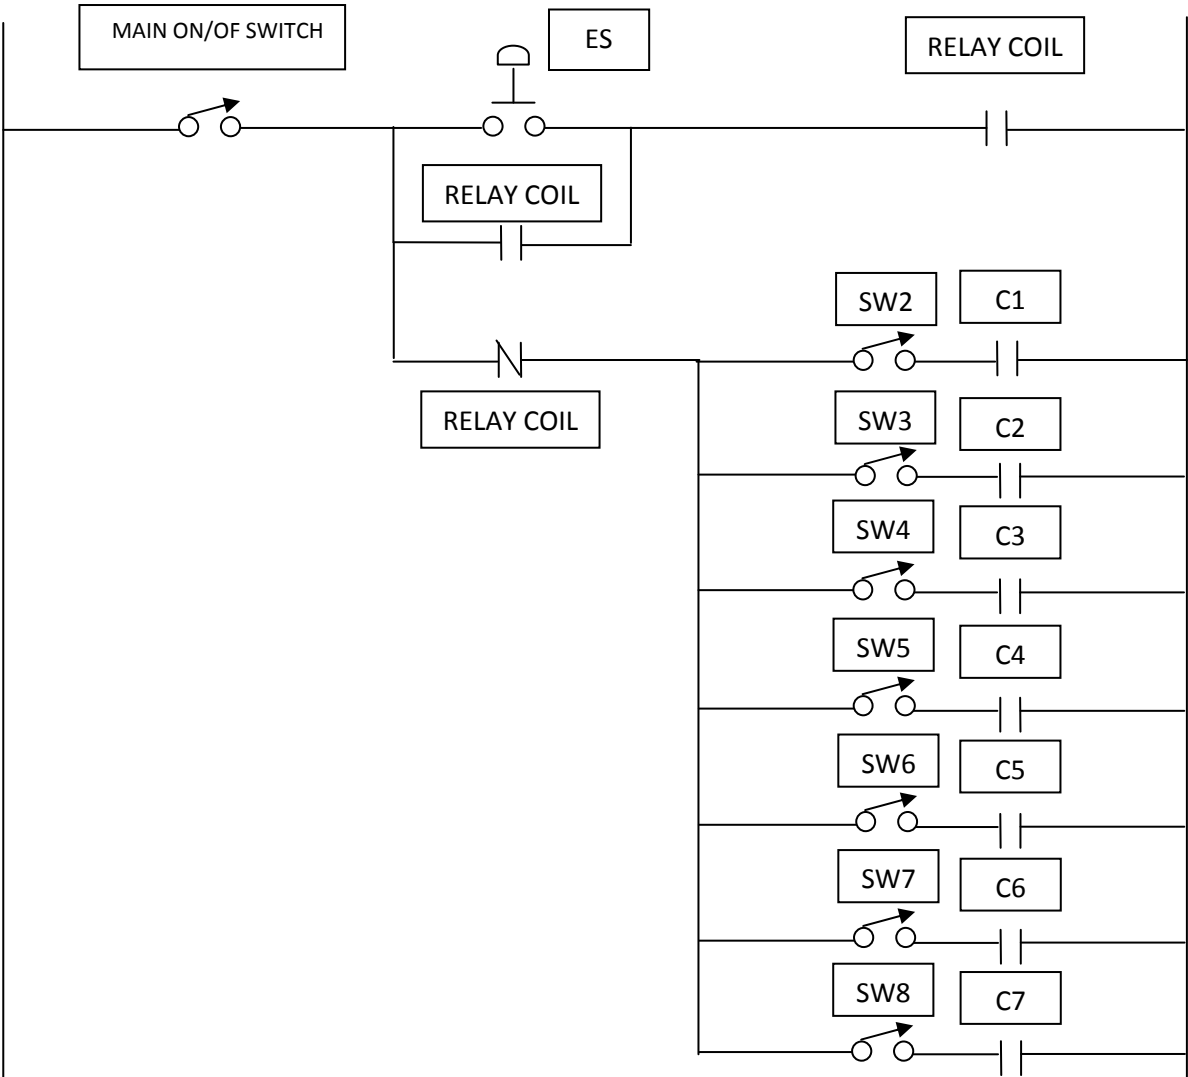 MAIN ON/OF SWITCH
ES
RELAY COIL
RELAY COIL
SW2
C1
RELAY COIL
SW3
C2
SW4
C3
SW5
C4
SW6
C5
SW7
C6
SW8
C7